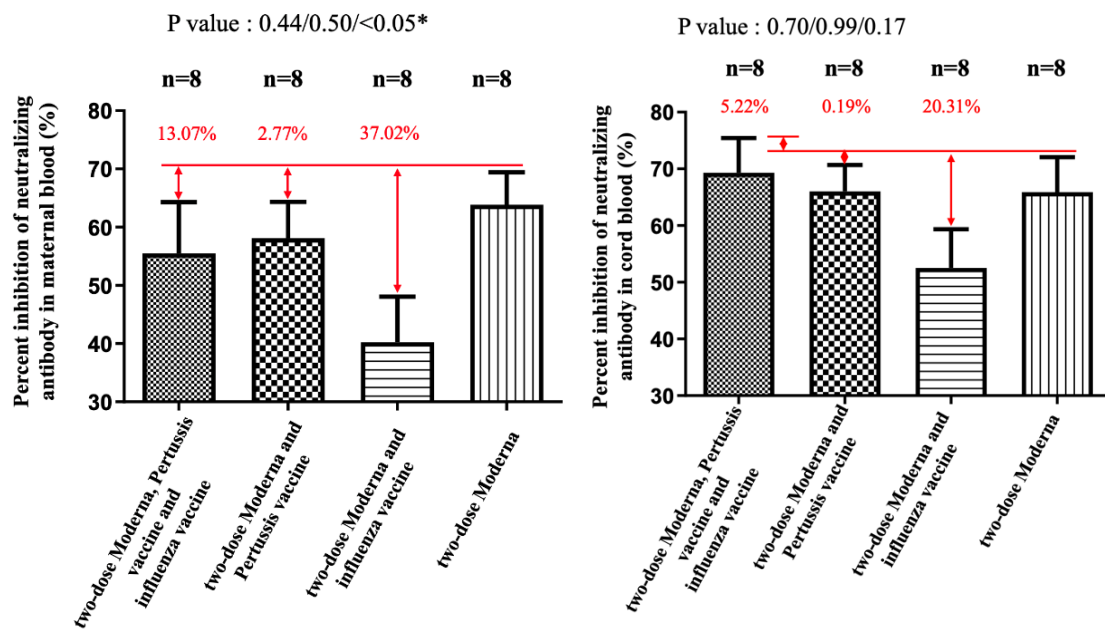 P value : 0.44/0.50/<0.05*
n=8 n=8 n=8 n=8
13.07% 2.77% 37.02%
Percent inhibition of neutralizing
antibody in maternal blood (%)
80
70
60
50
40
30
two-dose Moderna, Pertussis
vaccine and
influenza vaccine
two-dose Moderna and
Pertussis vaccine
two-dose Moderna and
influenza vaccine
two-dose Moderna
P value : 0.70/0.99/0.17
n=8 n=8 n=8 n=8
5.22% 0.19% 20.31%
Percent inhibition of neutralizing
antibody in cord blood (%)
80
70
60
50
40
30
two-dose Moderna, Pertussis
vaccine and
influenza vaccine
two-dose Moderna and
Pertussis vaccine
two-dose Moderna and
influenza vaccine
two-dose Moderna